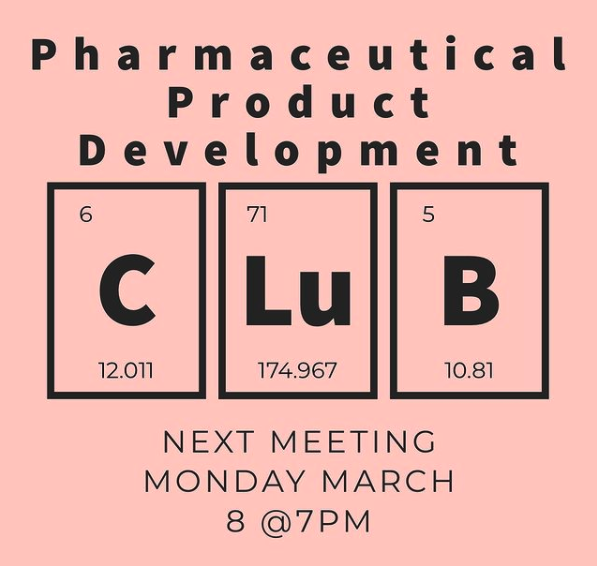 Pharmaceutical
Product
Development
6 71 5
C Lu B
12.011 174.967 10.81
NEXT MEETING
MONDAY MARCH
8 @7PM